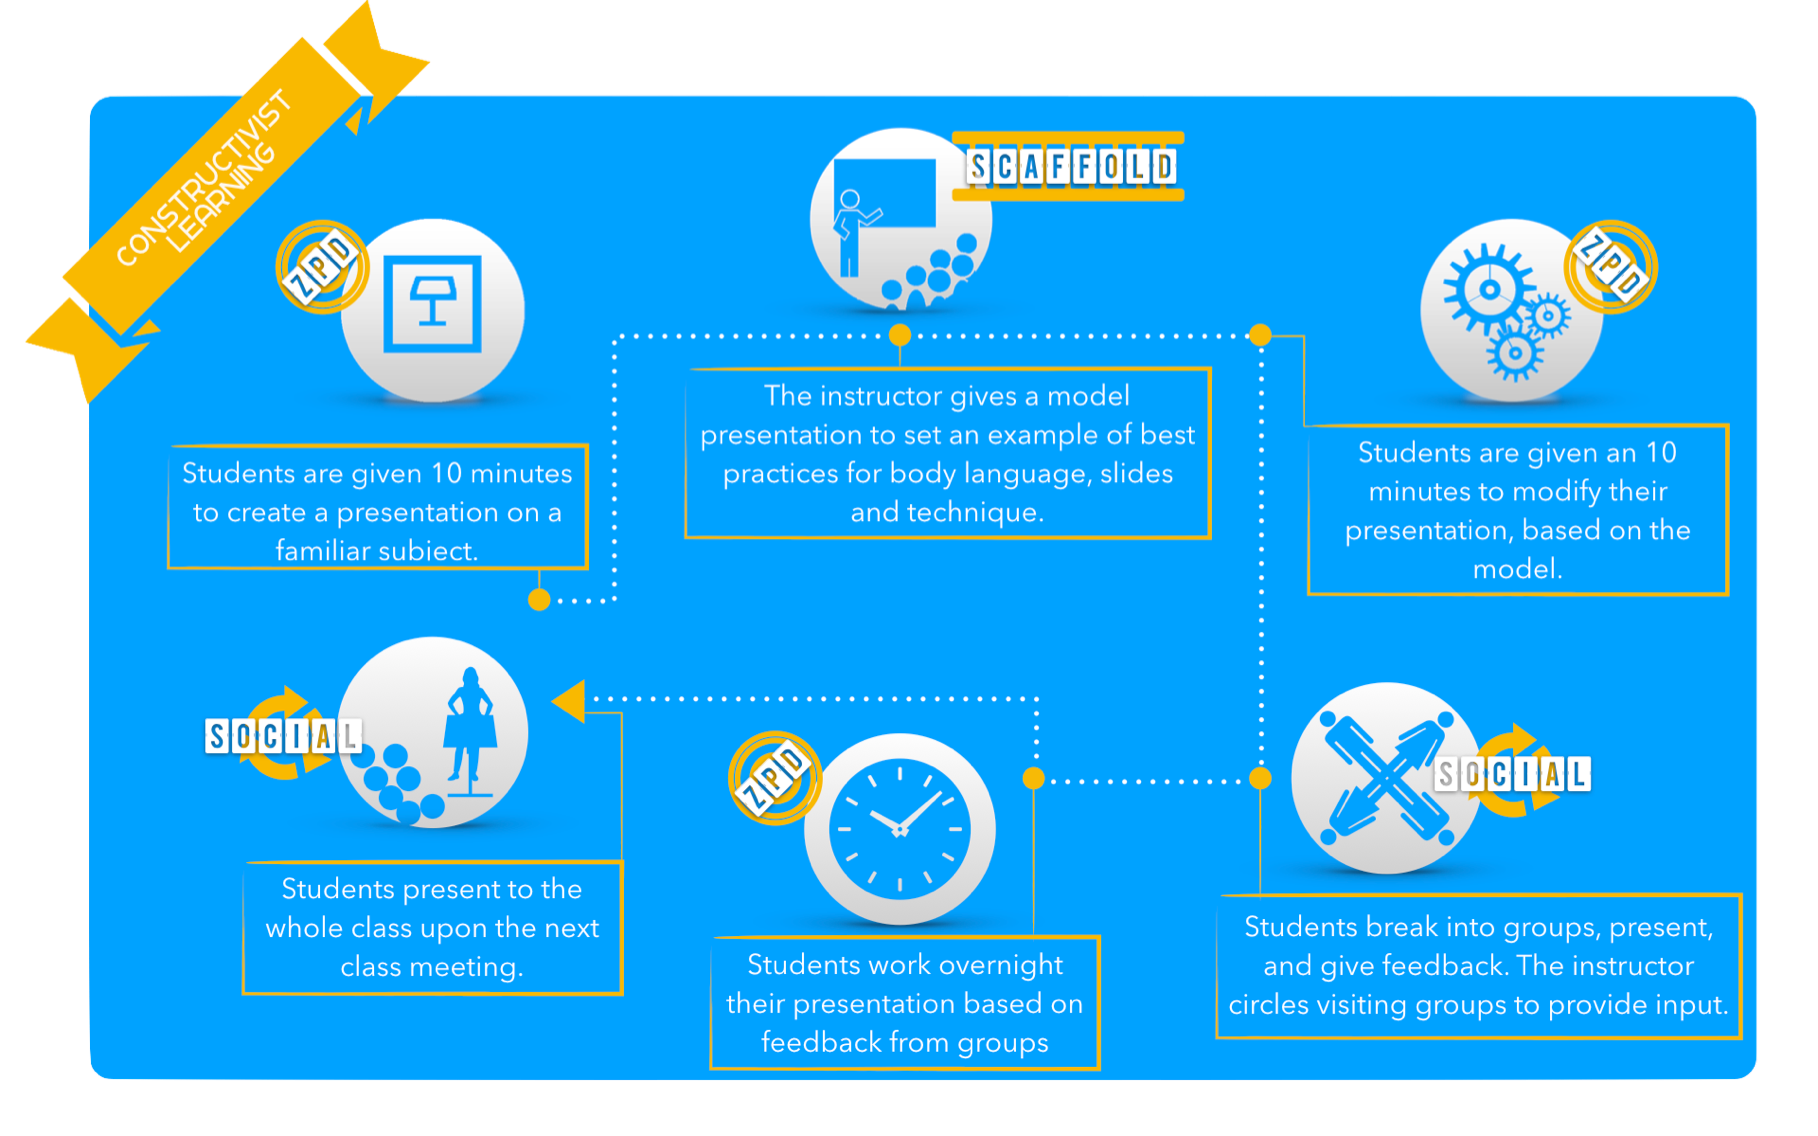 CONSTRUCTIVIST
LEARNING
ZPD
Students are given 10 minutes
to create a presentation on a
familiar subject.
SCAFFOLD
The instructor gives a model
presentation to set an example of best
practices for body language, slides
and technique.
ZPD
Students are given an 10
minutes to modify their
presentation, based on the
model.
SOCIAL
Students break into groups, present,
and give feedback. The instructor
circles visiting groups to provide input.
ZPD
Students work overnight
their presentation based on
feedback from groups
SOCIAL
Students present to the
whole class upon the next
class meeting.